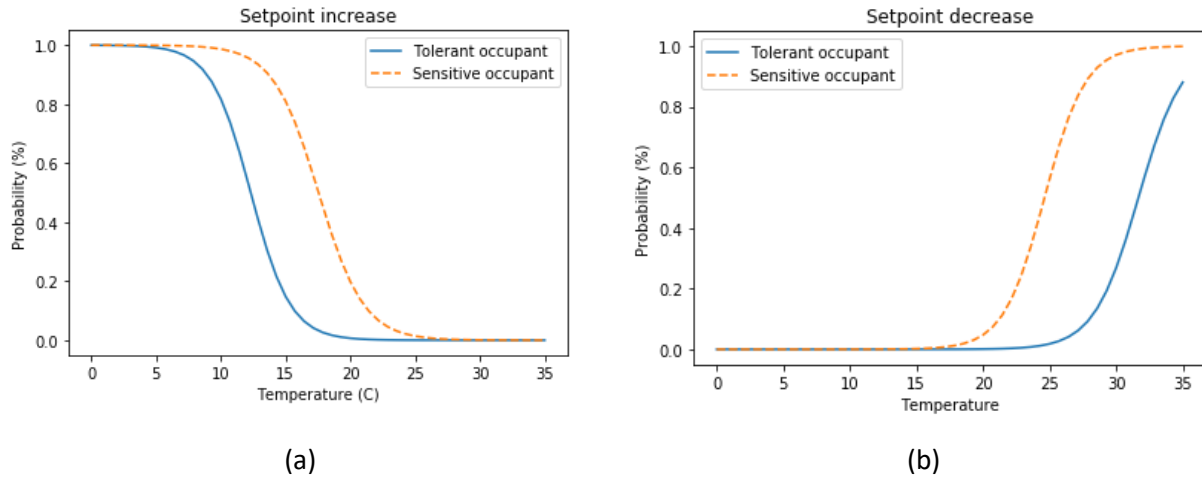 Setpoint increase
1.0
0.8
0.6
0.4
0.2
0.0
Probability (%)
Tolerant occupant
Sensitive occupant
0 5 10 15 20 25 30 35
Temperature (C)
(a)
Setpoint decrease
1.0
0.8
0.6
0.4
0.2
0.0
Probability (%)
Tolerant occupant
Sensitive occupant
0 5 10 15 20 25 30 35
Temperature
(b)